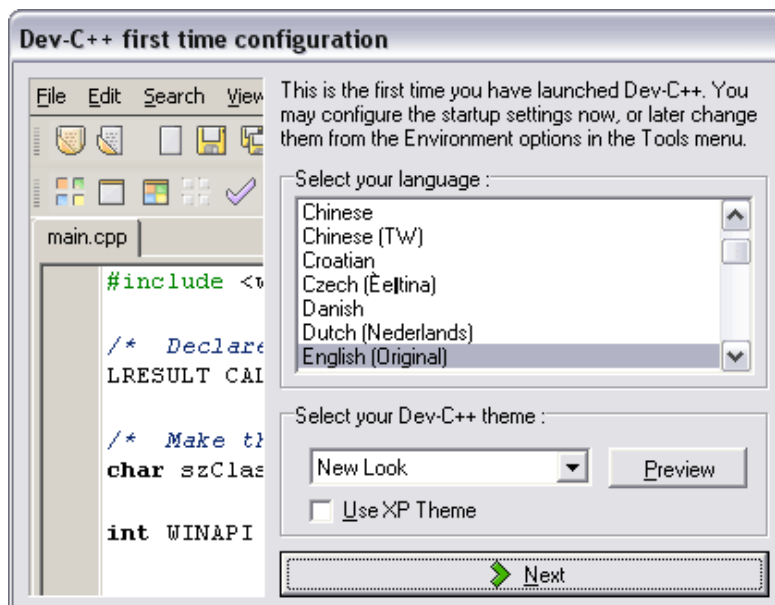 Dev-C++ first time configuration
File Edit Search View
main.cpp
#include <w
/* Declare
LRESULT CAL
/* Make th
char szClas
int WINAPI
This is the first time you have launched Dev-C++. You
may configure the startup settings now, or later change
them from the Environment options in the Tools menu.
Select your language :
Chinese
Chinese (TW)
Croatian
Czech (Èeština)
Danish
Dutch (Nederlands)
English (Original)
Select your Dev-C++ theme :
New Look
Preview
Use XP Theme
Next